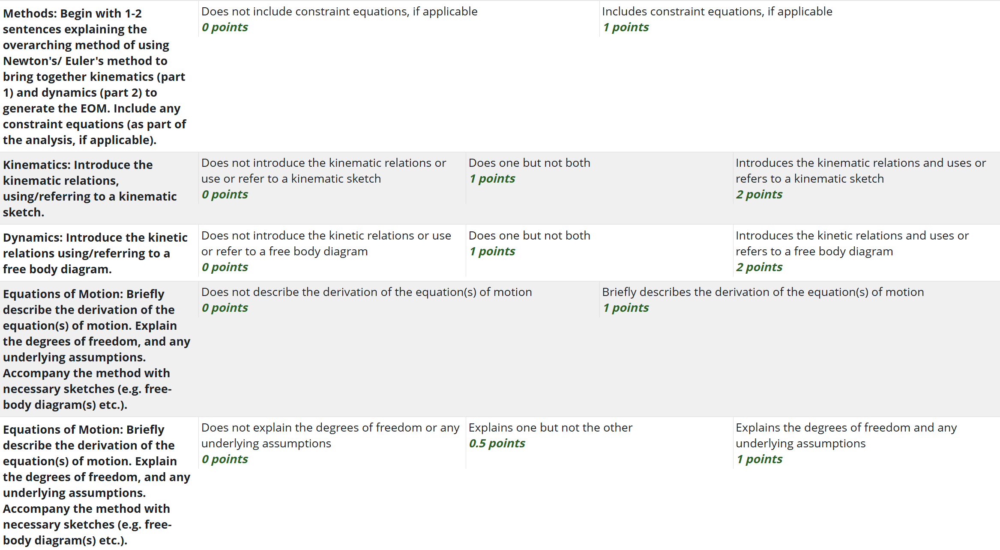 Methods: Begin with 1-2
sentences explaining the
overarching method of using
Newton's/ Euler's method to
bring together kinematics (part
1) and dynamics (part 2) to
generate the EOM. Include any
constraint equations (as part of
the analysis, if applicable).
Does not include constraint equations, if applicable
0 points
Includes constraint equations, if applicable
1 points
Kinematics: Introduce the
kinematic relations,
using/referring to a kinematic
sketch.
Does not introduce the kinematic relations or
use or refer to a kinematic sketch
0 points
Does one but not both
1 points
Introduces the kinematic relations and uses or
refers to a kinematic sketch
2 points
Dynamics: Introduce the kinetic
relations using/referring to a
free body diagram.
Does not introduce the kinetic relations or use
or refer to a free body diagram
0 points
Does one but not both
1 points
Introduces the kinetic relations and uses or
refers to a free body diagram
2 points
Equations of Motion: Briefly
describe the derivation of the
equation(s) of motion. Explain
the degrees of freedom, and any
underlying assumptions.
Accompany the method with
necessary sketches (e.g. free-
body diagram(s) etc.).
Does not describe the derivation of the equation(s) of motion
0 points
Briefly describes the derivation of the equation(s) of motion
1 points
Equations of Motion: Briefly
describe the derivation of the
equation(s) of motion. Explain
the degrees of freedom, and any
underlying assumptions.
Accompany the method with
necessary sketches (e.g. free-
body diagram(s) etc.).
Does not explain the degrees of freedom or any
underlying assumptions
0 points
Explains one but not the other
0.5 points
Explains the degrees of freedom and any
underlying assumptions
1 points